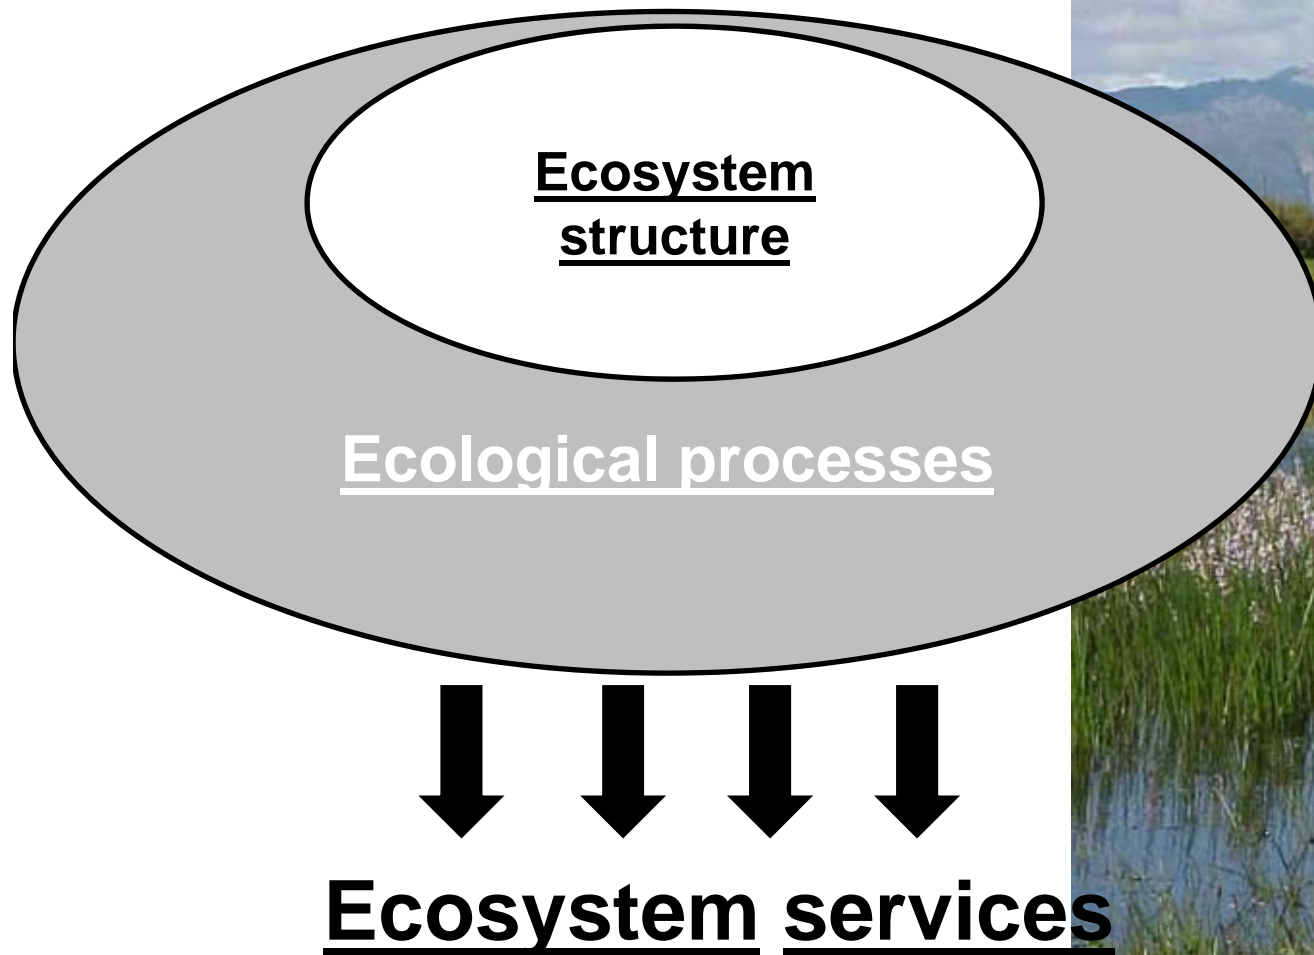 Ecosystem
structure
Ecological processes
Ecosystem services